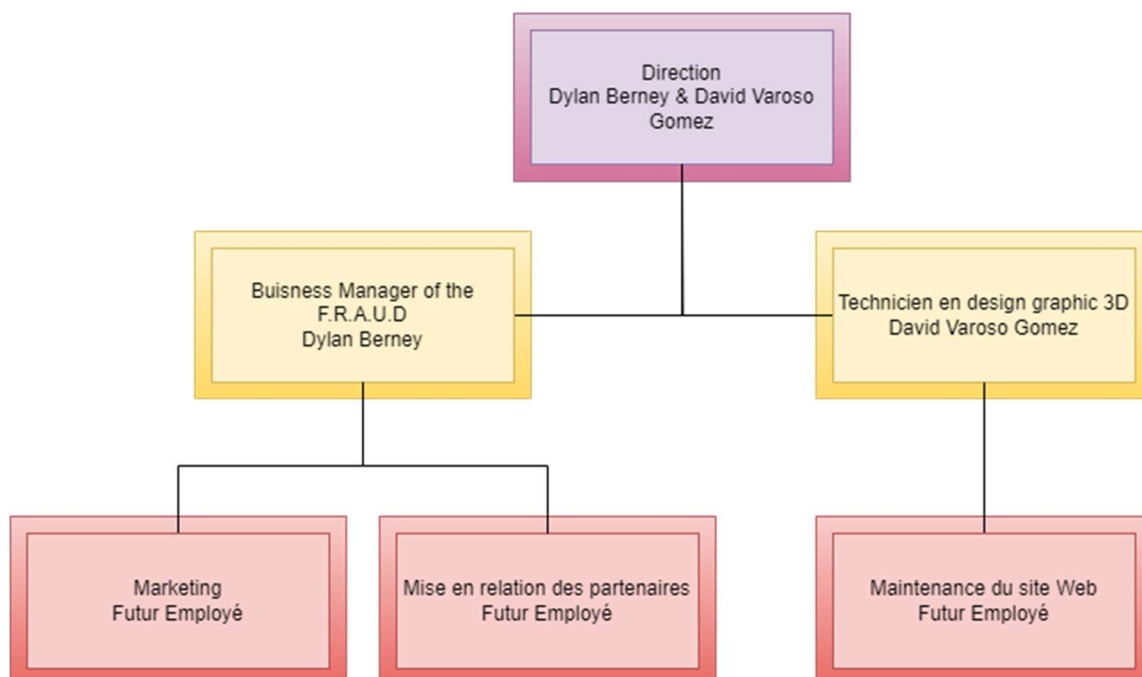 Direction
Dylan Berney & David Varoso
Gomez
Buisness Manager of the
F.R.A.U.D
Dylan Berney
Technicien en design graphic 3D
David Varoso Gomez
Marketing
Futur Employé
Mise en relation des partenaires
Futur Employé
Maintenance du site Web
Futur Employé